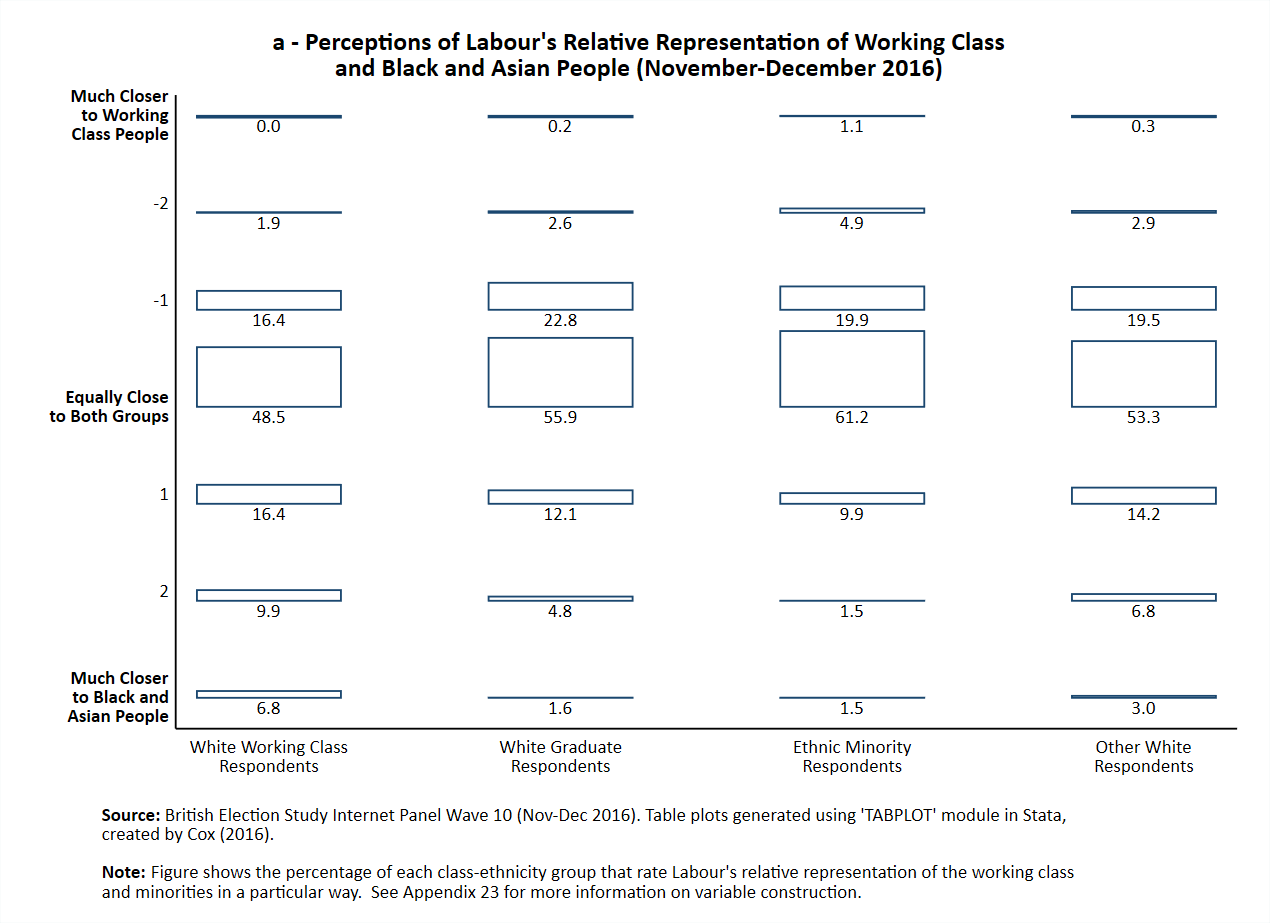 a - Perceptions of Labour's Relative Representation of Working Class
and Black and Asian People (November-December 2016)
Much Closer
to Working
Class People
0.0 0.2 1.1 0.3
-2
1.9 2.6 4.9 2.9
-1
16.4 22.8 19.9 19.5
Equally Close
to Both Groups
48.5 55.9 61.2 53.3
1
16.4 12.1 9.9 14.2
2
9.9 4.8 1.5 6.8
Much Closer
to Black and
Asian People
6.8 1.6 1.5 3.0
White Working Class White Graduate Ethnic Minority Other White
Respondents Respondents Respondents Respondents
Source: British Election Study Internet Panel Wave 10 (Nov-Dec 2016). Table plots generated using 'TABPLOT' module in Stata,
created by Cox (2016).
Note: Figure shows the percentage of each class-ethnicity group that rate Labour's relative representation of the working class
and minorities in a particular way.  See Appendix 23 for more information on variable construction.